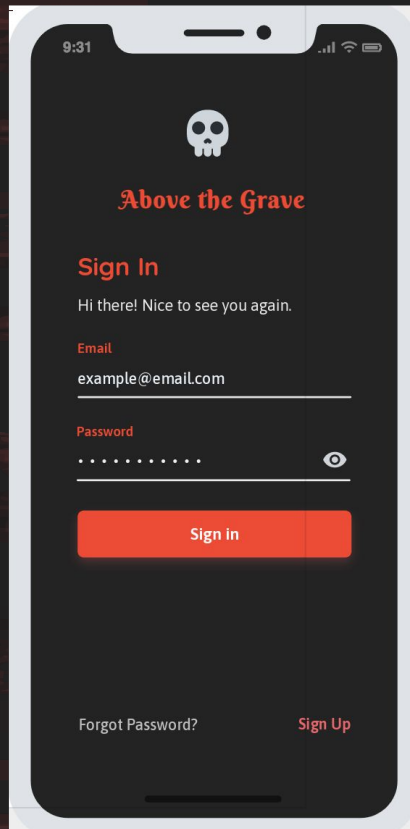 9:31
Above the Grave
Sign In
Hi there! Nice to see you again.
Email
example@email.com
Password
Sign in
Forgot Password? Sign Up